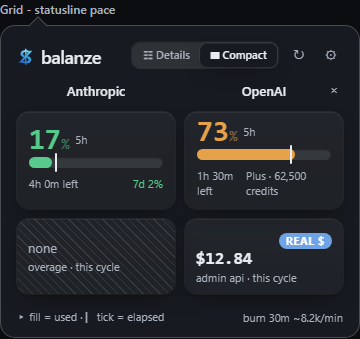 Grid - statusline pace
$ balanze
Details
Compact
Anthropic
OpenAI
×
17% 5h
4h 0m left
7d 2%
73% 5h
1h 30m left
Plus · 62,500 credits
none
overage · this cycle
REAL $
$12.84
admin api · this cycle
▸ fill = used · | tick = elapsed
burn 30m ~8.2k/min